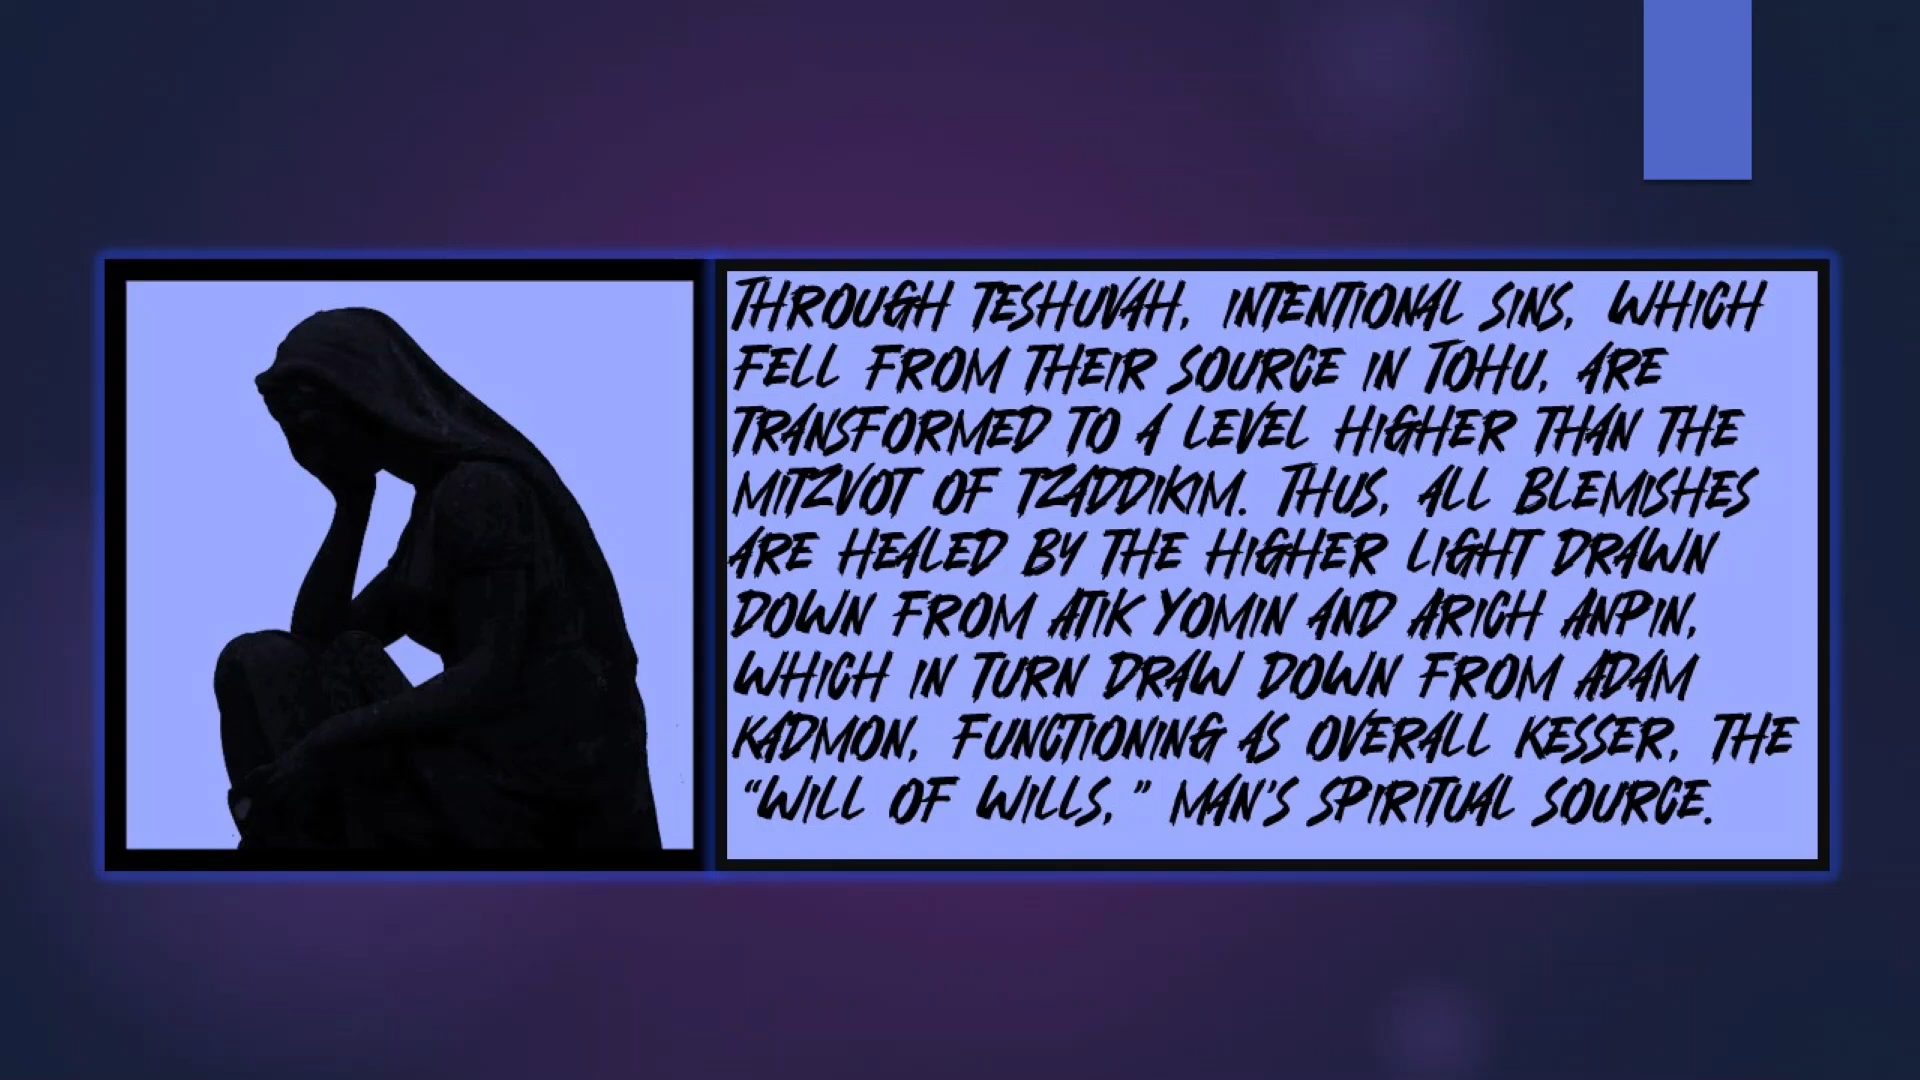 THROUGH TESHUVAH, INTENTIONAL SINS, WHICH
FELL FROM THEIR SOURCE IN TOHU, ARE
TRANSFORMED TO A LEVEL HIGHER THAN THE
MITZVOT OF TZADDIKIM. THUS, ALL BLEMISHES
ARE HEALED BY THE HIGHER LIGHT DRAWN
DOWN FROM ATIK YOMIN AND ARICH ANPIN,
WHICH IN TURN DRAW DOWN FROM ADAM
KADMON, FUNCTIONING AS OVERALL KESSER, THE
“WILL OF WILLS,” MAN'S SPIRITUAL SOURCE.